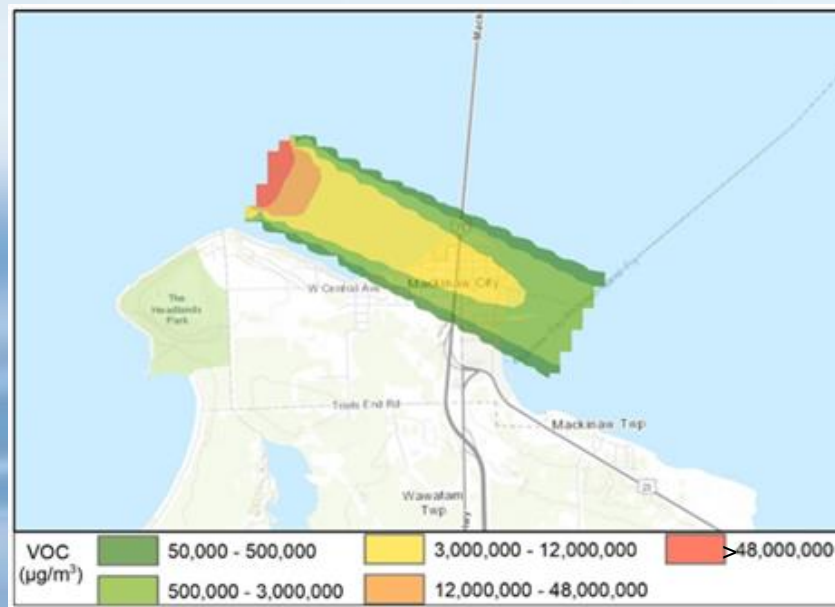 Mack
Mackinaw City
W Central Ave
The
Headlands
Park
Trails End Rd
Mackinaw Twp
Wawatam
Twp
Hwy
VOC
(µg/m³)
50,000 - 500,000
3,000,000 - 12,000,000
>48,000,000
500,000 - 3,000,000
12,000,000 - 48,000,000